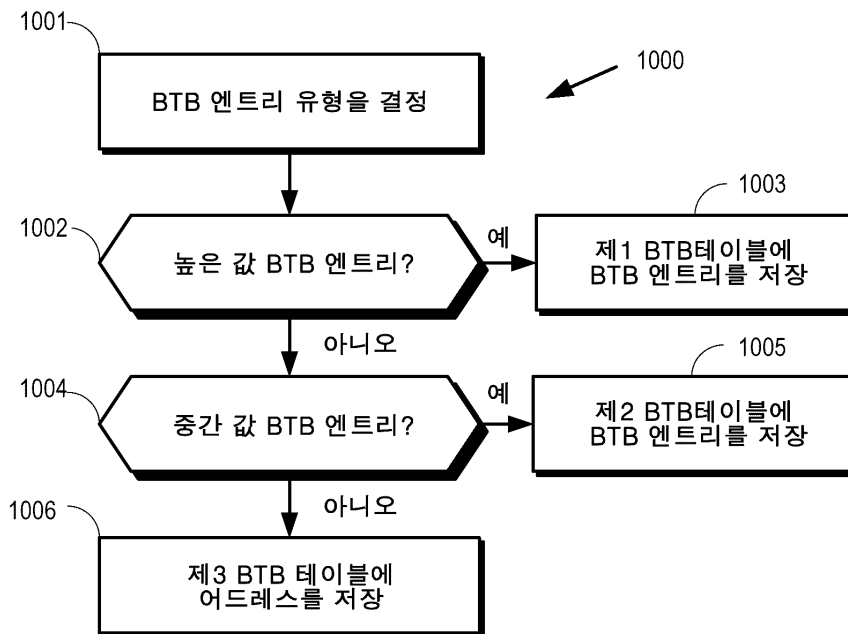 1001
BTB 엔트리 유형을 결정
1000
1002
높은 값 BTB 엔트리?
예
1003
제1 BTB테이블에
BTB 엔트리를 저장
아니오
1004
중간 값 BTB 엔트리?
예
1005
제2 BTB테이블에
BTB 엔트리를 저장
아니오
1006
제3 BTB 테이블에
어드레스를 저장